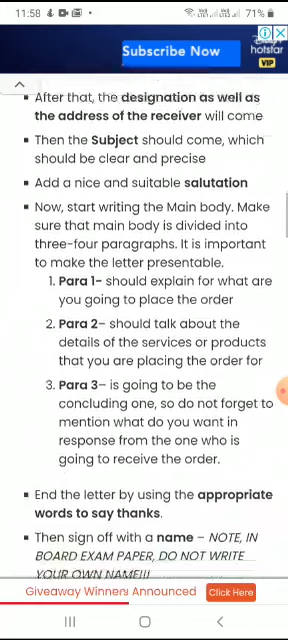 11:58
71%
Subscribe Now
hotstar
VIP
After that, the designation as well as
the address of the receiver will come
Then the Subject should come, which
should be clear and precise
Add a nice and suitable salutation
Now, start writing the Main body. Make
sure that main body is divided into
three-four paragraphs. It is important
to make the letter presentable.
1. Para 1- should explain for what are
you going to place the order
2. Para 2– should talk about the
details of the services or products
that you are placing the order for
3. Para 3– is going to be the
concluding one, so do not forget to
mention what do you want in
response from the one who is
going to receive the order.
End the letter by using the appropriate
words to say thanks.
Then sign off with a name – NOTE, IN
BOARD EXAM PAPER, DO NOT WRITE
YOUR OWN NAME!!!
Giveaway Winners Announced
Click Here